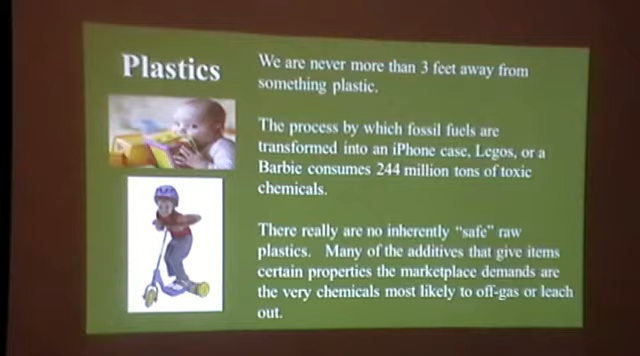 Plastics
We are never more than 3 feet away from
something plastic.
The process by which fossil fuels are
transformed into an iPhone case, Legos, or a
Barbie consumes 244 million tons of toxic
chemicals.
There really are no inherently “safe” raw
plastics. Many of the additives that give items
certain properties the marketplace demands are
the very chemicals most likely to off-gas or leach
out.